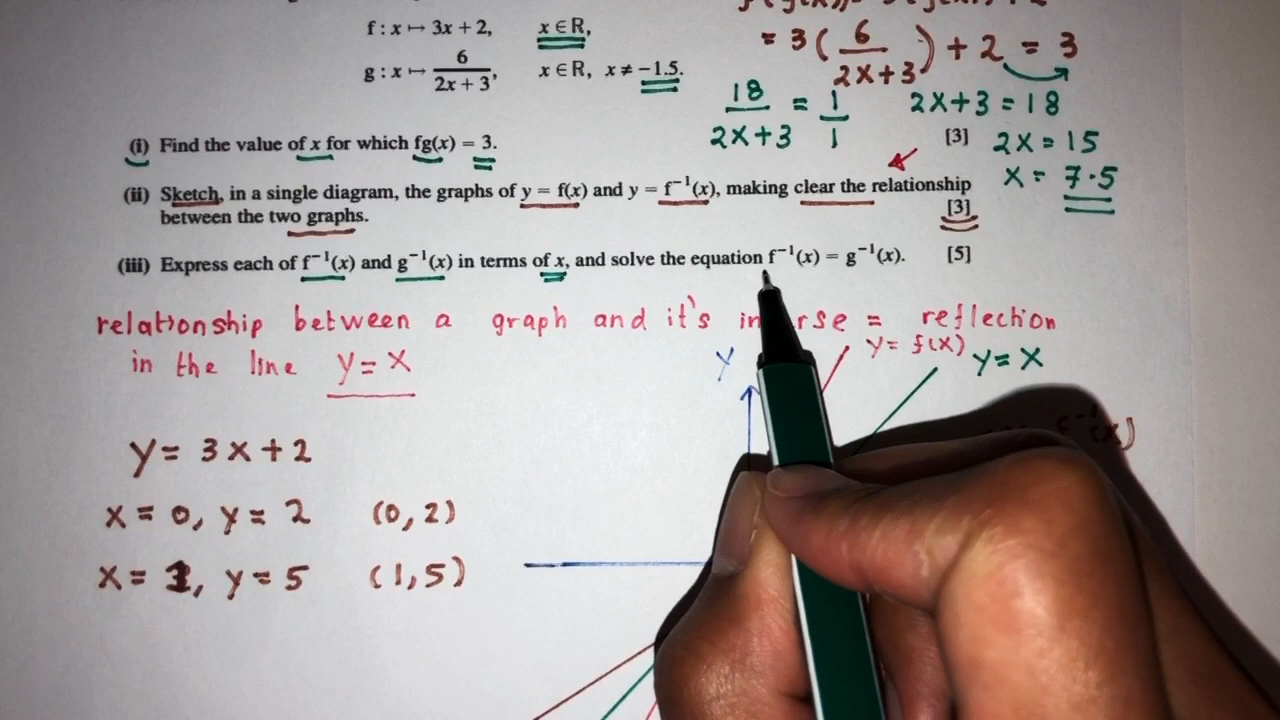 f : x ↦ 3x + 2, x ∈ R,
g : x ↦ 6/(2x + 3), x ∈ R, x ≠ −1.5.
= 3(6/(2x+3)) + 2 = 3
18/(2x+3) = 1/1
2x+3 = 18
2x = 15
x = 7.5
(i) Find the value of x for which fg(x) = 3. [3]
(ii) Sketch, in a single diagram, the graphs of y = f(x) and y = f⁻¹(x), making clear the relationship
between the two graphs. [3]
(iii) Express each of f⁻¹(x) and g⁻¹(x) in terms of x, and solve the equation f⁻¹(x) = g⁻¹(x). [5]
relationship between a graph and it's = reflection
in the line y = x
y = f(x)
y = x
y
y = 3x + 2
x = 0, y = 2 (0, 2)
x = 1, y = 5 (1, 5)